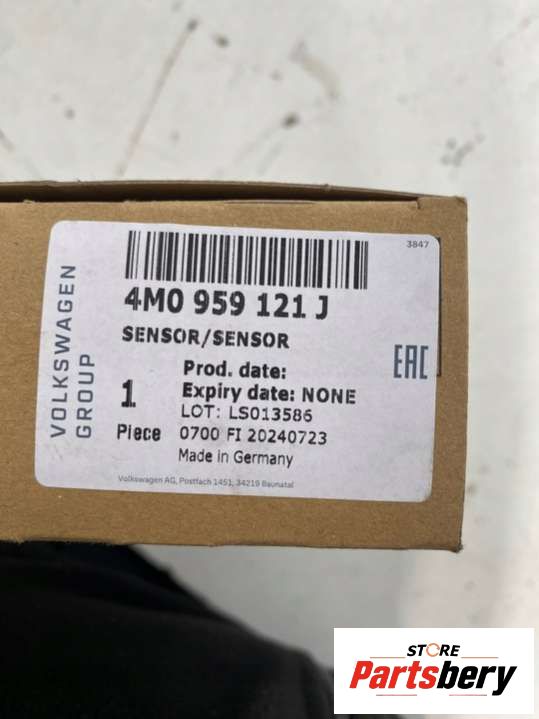 3847
4M0 959 121 J
SENSOR/SENSOR
VOLKSWAGEN
GROUP
Prod. date:
Expiry date: NONE
1
LOT: LS013586
Piece
0700 FI 20240723
Made in Germany
Volkswagen AG, Postfach 1451, 34219 Baunatal
EAC
STORE
Partsbery